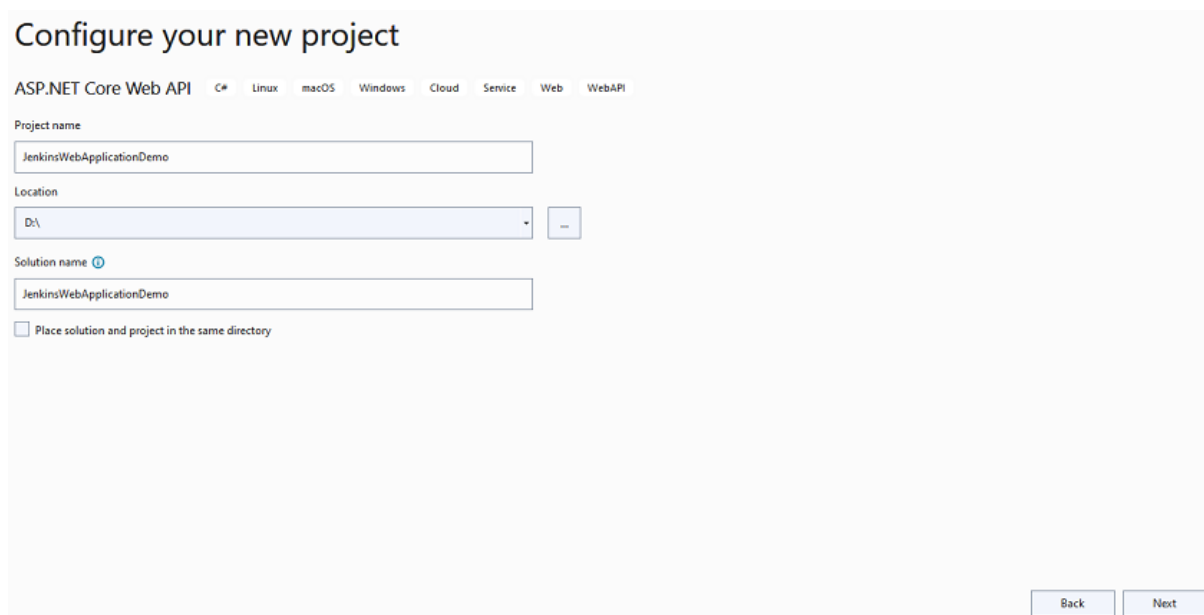 Configure your new project
ASP.NET Core Web API C# Linux macOS Windows Cloud Service Web WebAPI
Project name
JenkinsWebApplicationDemo
Location
D:\
...
Solution name
JenkinsWebApplicationDemo
Place solution and project in the same directory
Back Next